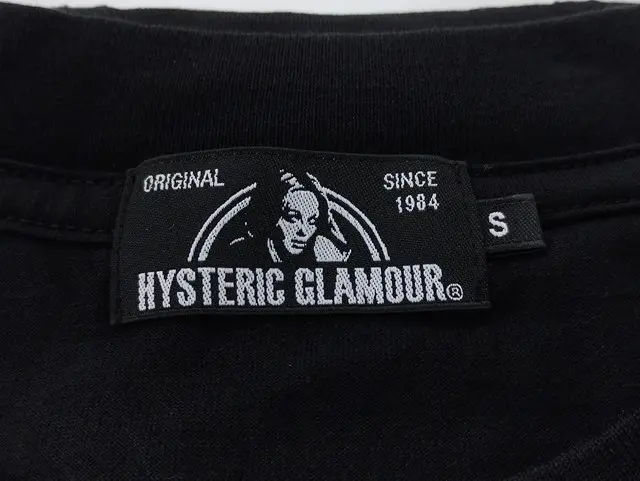 ORIGINAL
SINCE
1984
S
HYSTERIC GLAMOUR®